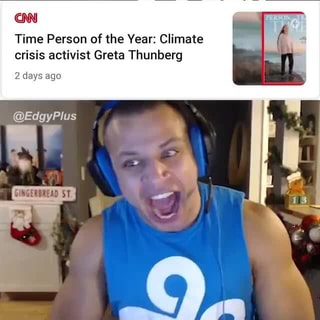 CNN
Time Person of the Year: Climate
crisis activist Greta Thunberg
2 days ago
@EdgyPlus
GINGERBREAD ST.